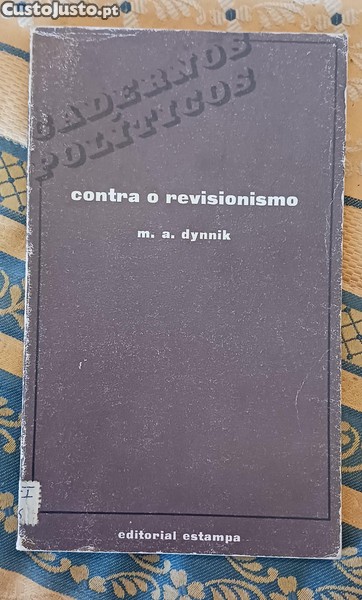 CustoJusto.pt
CADERNOS
POLÍTICOS
contra o revisionismo
m. a. dynnik
editorial estampa